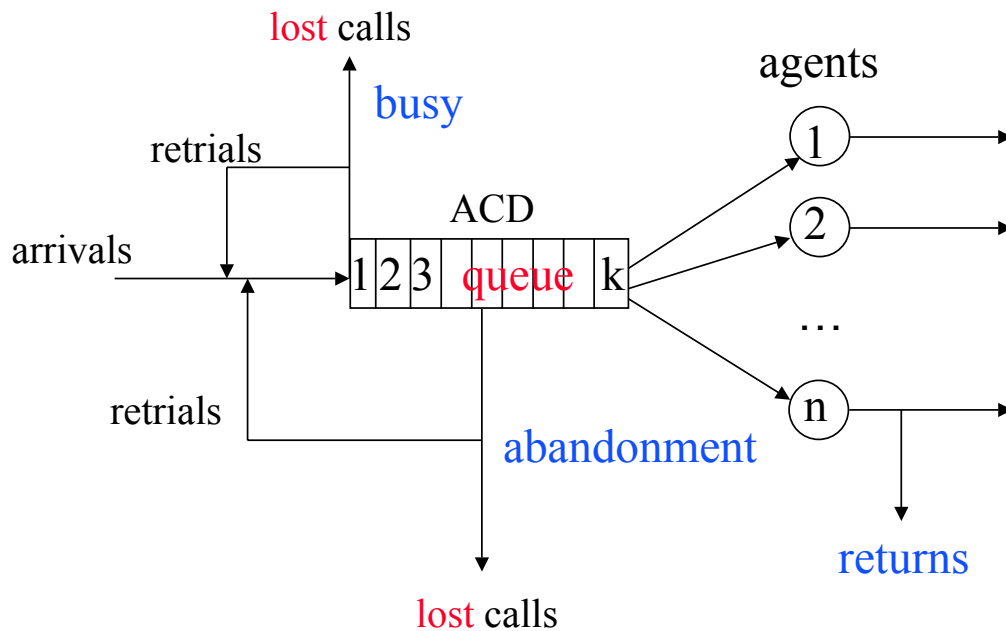 lost calls
agents
busy
retrials
1
ACD
2
arrivals
1 2 3 queue k
...
retrials
n
abandonment
returns
lost calls